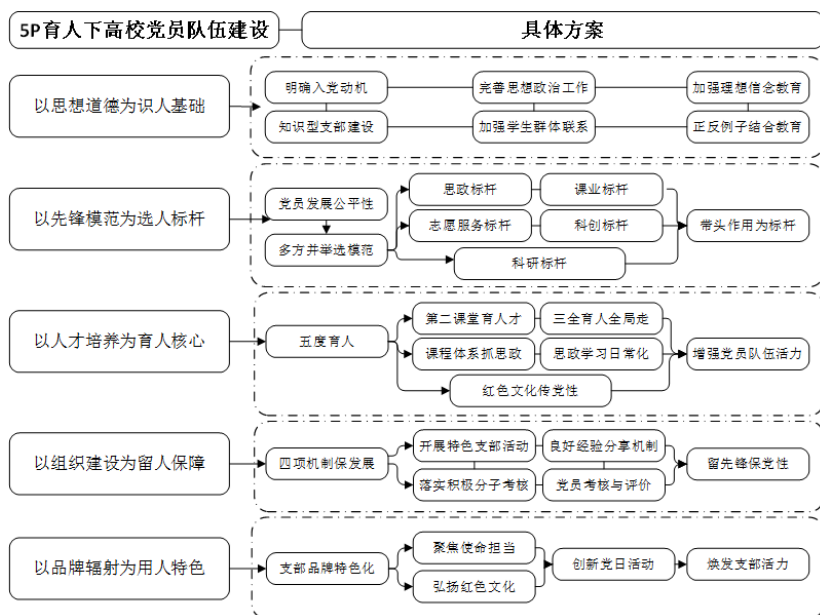 5P育人下高校党员队伍建设
具体方案
以思想道德为识人基础
明确入党动机
完善思想政治工作
加强理想信念教育
知识型支部建设
加强学生群体联系
正反例子结合教育
以先锋模范为选人标杆
党员发展公平性
多方并举选模范
思政标杆
课业标杆
志愿服务标杆
科创标杆
科研标杆
带头作用为标杆
以人才培养为育人核心
五度育人
第二课堂育人才
三全育人全局走
课程体系抓思政
思政学习日常化
红色文化传党性
增强党员队伍活力
以组织建设为留人保障
四项机制保发展
开展特色支部活动
良好经验分享机制
落实积极分子考核
党员考核与评价
留先锋保党性
以品牌辐射为用人特色
支部品牌特色化
聚焦使命担当
弘扬红色文化
创新党日活动
焕发支部活力